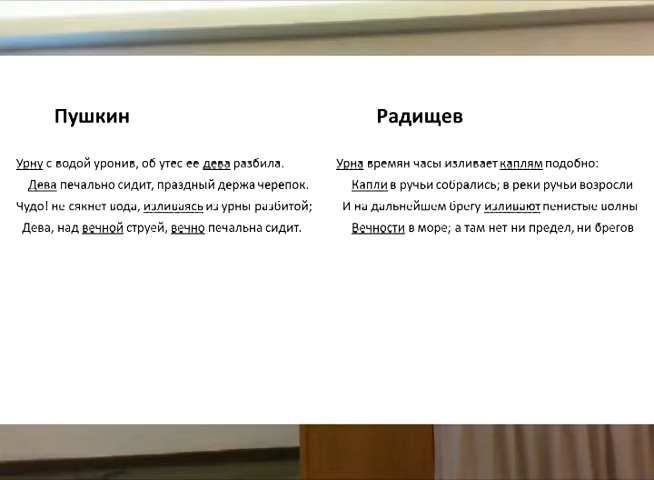 Пушкин
Урну с водой уронив, об утес ее дева разбила.
Дева печально сидит, праздный держа черепок.
Чудо! не сякнет вода, изливаясь из урны разбитой;
Дева, над вечной струей, вечно печальна сидит.
Радищев
Урна времян часы изливает каплям подобно:
Капли в ручьи собрались; в реки ручьи возросли
И на дальнейшем брегу изливают пенистые волны
Вечности в море; а там нет ни предел, ни брегов